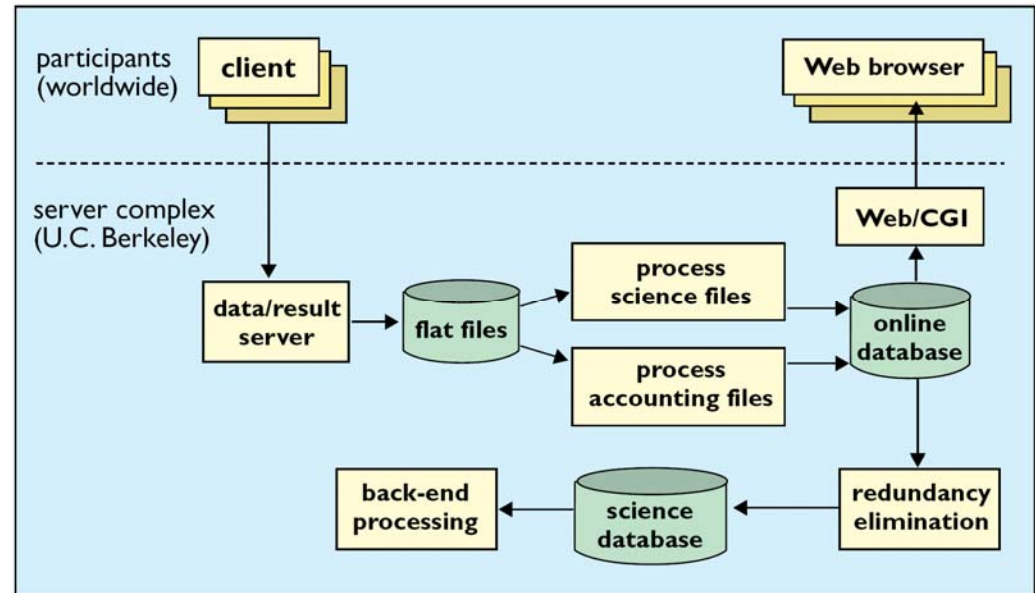 participants
(worldwide)
client
Web browser
server complex
(U.C. Berkeley)
Web/CGI
data/result
server
flat files
process
science files
process
accounting files
online
database
back-end
processing
science
database
redundancy
elimination